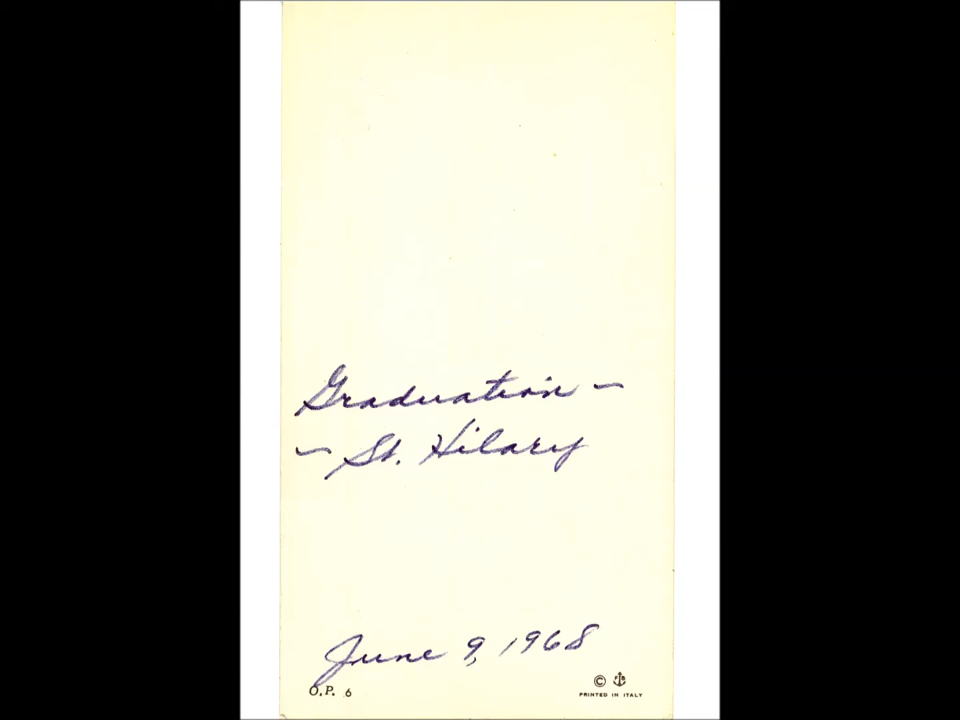 Graduation –
– St. Hilary
June 9, 1968
O.P. 6
©
PRINTED IN ITALY